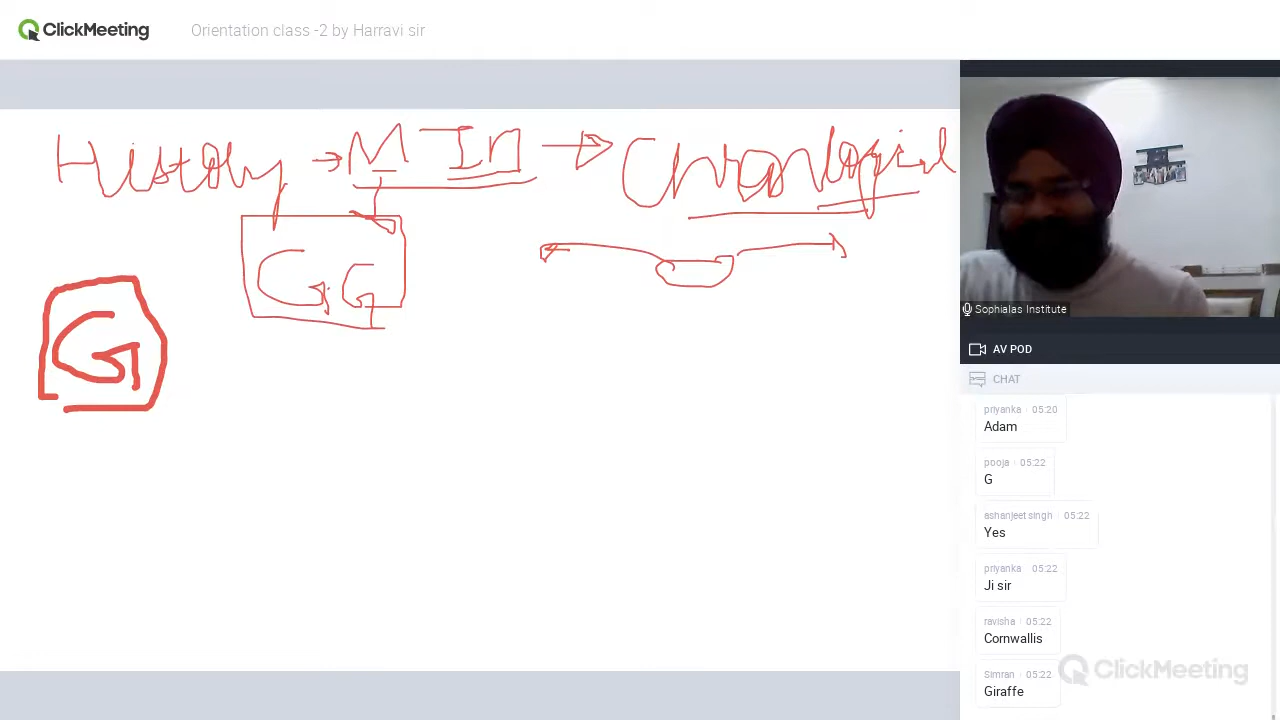 ClickMeeting
Orientation class -2 by Harravi sir
History → M In → Chronological
G.G
G
Sophialas Institute
AV POD
CHAT
priyanka 05:20
Adam
pooja 05:22
G
ashanjeet singh 05:22
Yes
priyanka 05:22
Ji sir
ravisha 05:22
Cornwallis
Simran 05:22
Giraffe
ClickMeeting